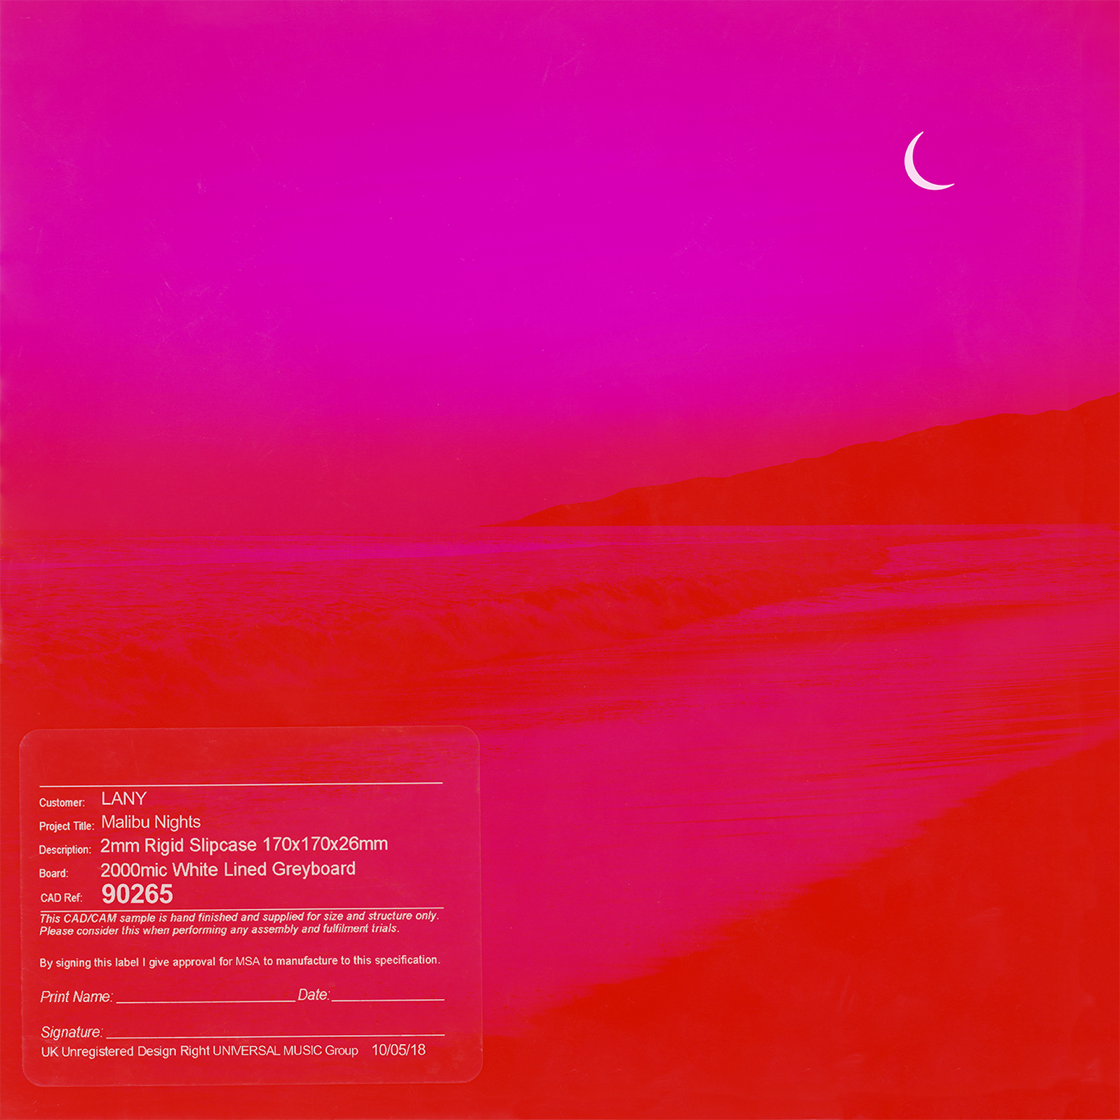 Customer: LANY
Project Title: Malibu Nights
Description: 2mm Rigid Slipcase 170x170x26mm
Board: 2000mic White Lined Greyboard
CAD Ref: 90265
This CAD/CAM sample is hand finished and supplied for size and structure only.
Please consider this when performing any assembly and fulfilment trials.
By signing this label I give approval for MSA to manufacture to this specification.
Print Name: Date:
Signature:
UK Unregistered Design Right UNIVERSAL MUSIC Group 10/05/18